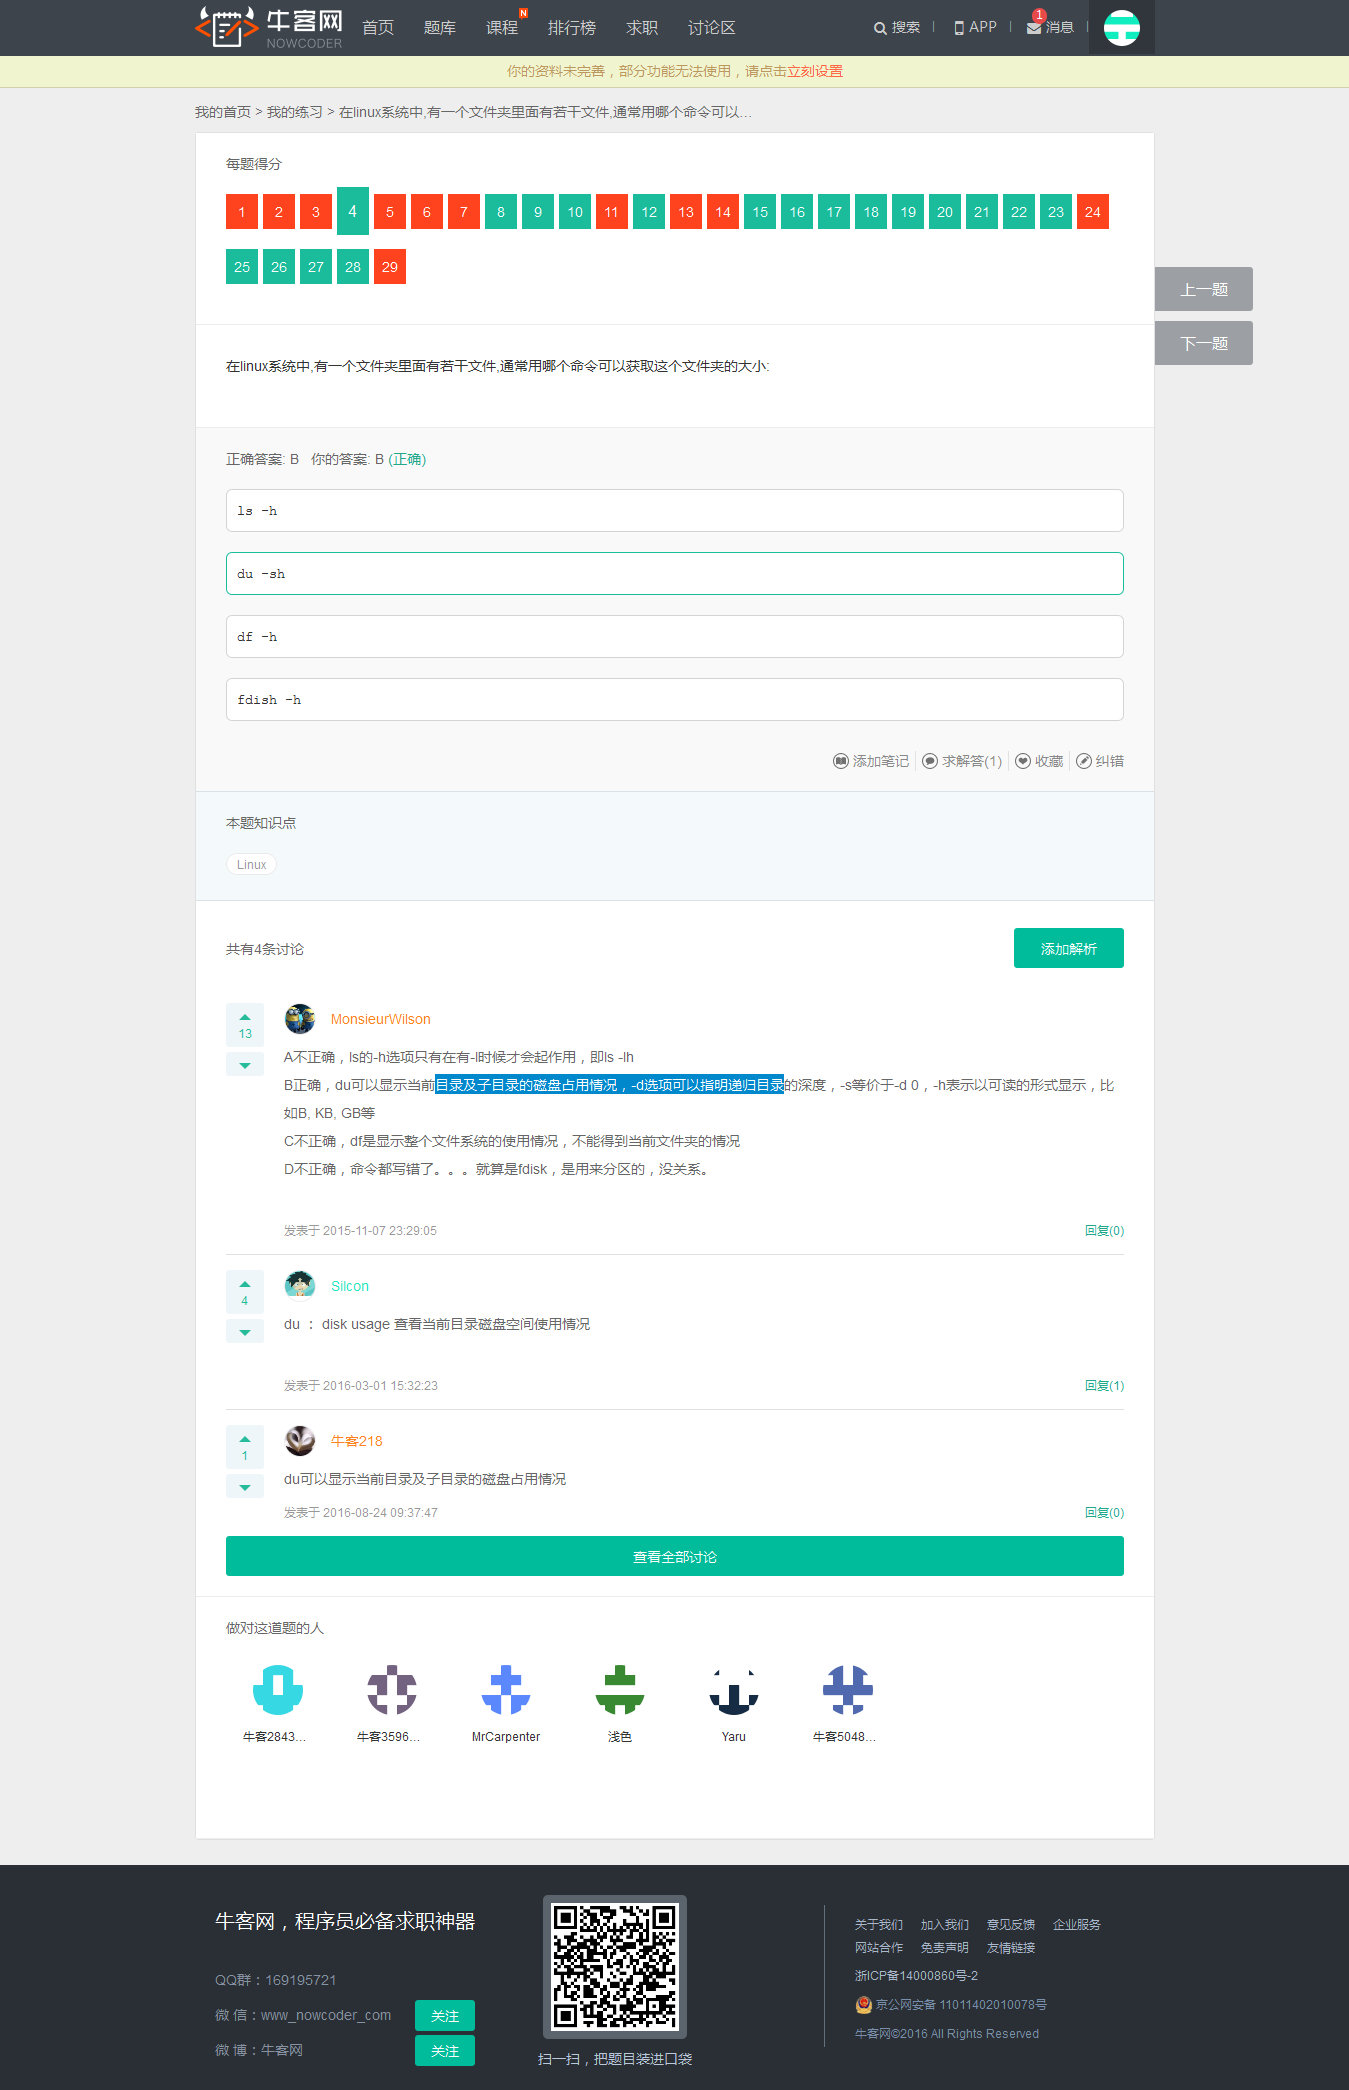 牛客网 NOWCODER 首页 题库 课程 N 排行榜 求职 讨论区 搜索 | APP | 1 消息 |
你的资料未完善，部分功能无法使用，请点击立刻设置
我的首页 > 我的练习 > 在linux系统中,有一个文件夹里面有若干文件,通常用哪个命令可以...
每题得分
1 2 3 4 5 6 7 8 9 10 11 12 13 14 15 16 17 18 19 20 21 22 23 24
25 26 27 28 29
上一题
下一题
在linux系统中,有一个文件夹里面有若干文件,通常用哪个命令可以获取这个文件夹的大小:
正确答案: B 你的答案: B (正确)
ls -h
du -sh
df -h
fdish -h
添加笔记 求解答(1) 收藏 纠错
本题知识点
Linux
共有4条讨论 添加解析
13
MonsieurWilson
A不正确，ls的-h选项只有在有-l时候才会起作用，即ls -lh
B正确，du可以显示当前目录及子目录的磁盘占用情况，-d选项可以指明递归目录的深度，-s等价于-d 0，-h表示以可读的形式显示，比
如B, KB, GB等
C不正确，df是显示整个文件系统的使用情况，不能得到当前文件夹的情况
D不正确，命令都写错了。。。就算是fdisk，是用来分区的，没关系。
发表于 2015-11-07 23:29:05 回复(0)
4
Silcon
du ： disk usage 查看当前目录磁盘空间使用情况
发表于 2016-03-01 15:32:23 回复(1)
1
牛客218
du可以显示当前目录及子目录的磁盘占用情况
发表于 2016-08-24 09:37:47 回复(0)
查看全部讨论
做对这道题的人
牛客2843... 牛客3596... MrCarpenter 浅色 Yaru 牛客5048...
牛客网，程序员必备求职神器
QQ群：169195721
微 信：www_nowcoder_com 关注
微 博：牛客网 关注
扫一扫，把题目装进口袋
关于我们 加入我们 意见反馈 企业服务
网站合作 免责声明 友情链接
浙ICP备14000860号-2
京公网安备 11011402010078号
牛客网©2016 All Rights Reserved